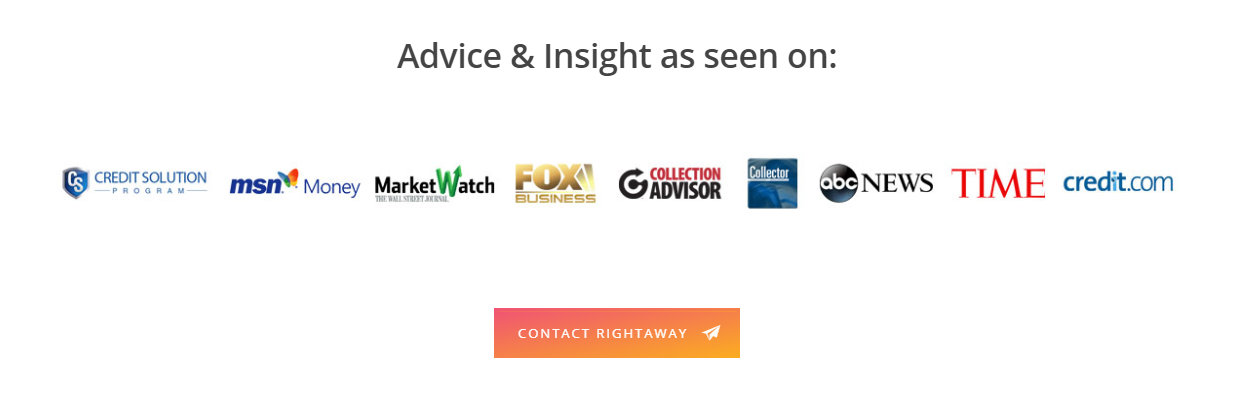 Advice & Insight as seen on:
CS CREDIT SOLUTION
PROGRAM
msn Money
MarketWatch
THE WALL STREET JOURNAL
FOX
BUSINESS
COLLECTION
ADVISOR
Collector
abc NEWS
TIME
credit.com
CONTACT RIGHTAWAY